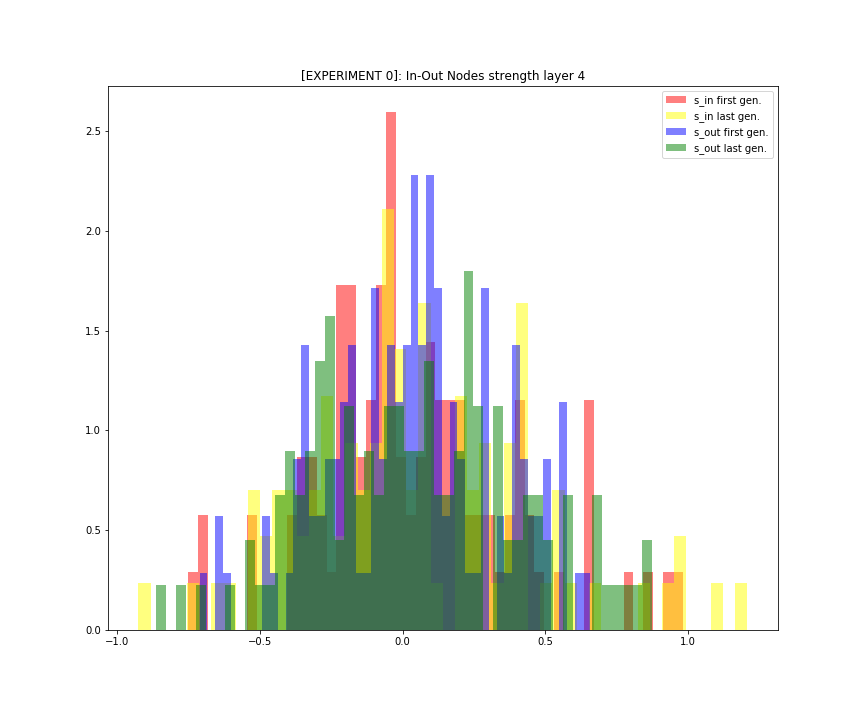 [EXPERIMENT 0]: In-Out Nodes strength layer 4
s_in first gen.
s_in last gen.
s_out first gen.
s_out last gen.
2.5
2.0
1.5
1.0
0.5
0.0
−1.0 −0.5 0.0 0.5 1.0